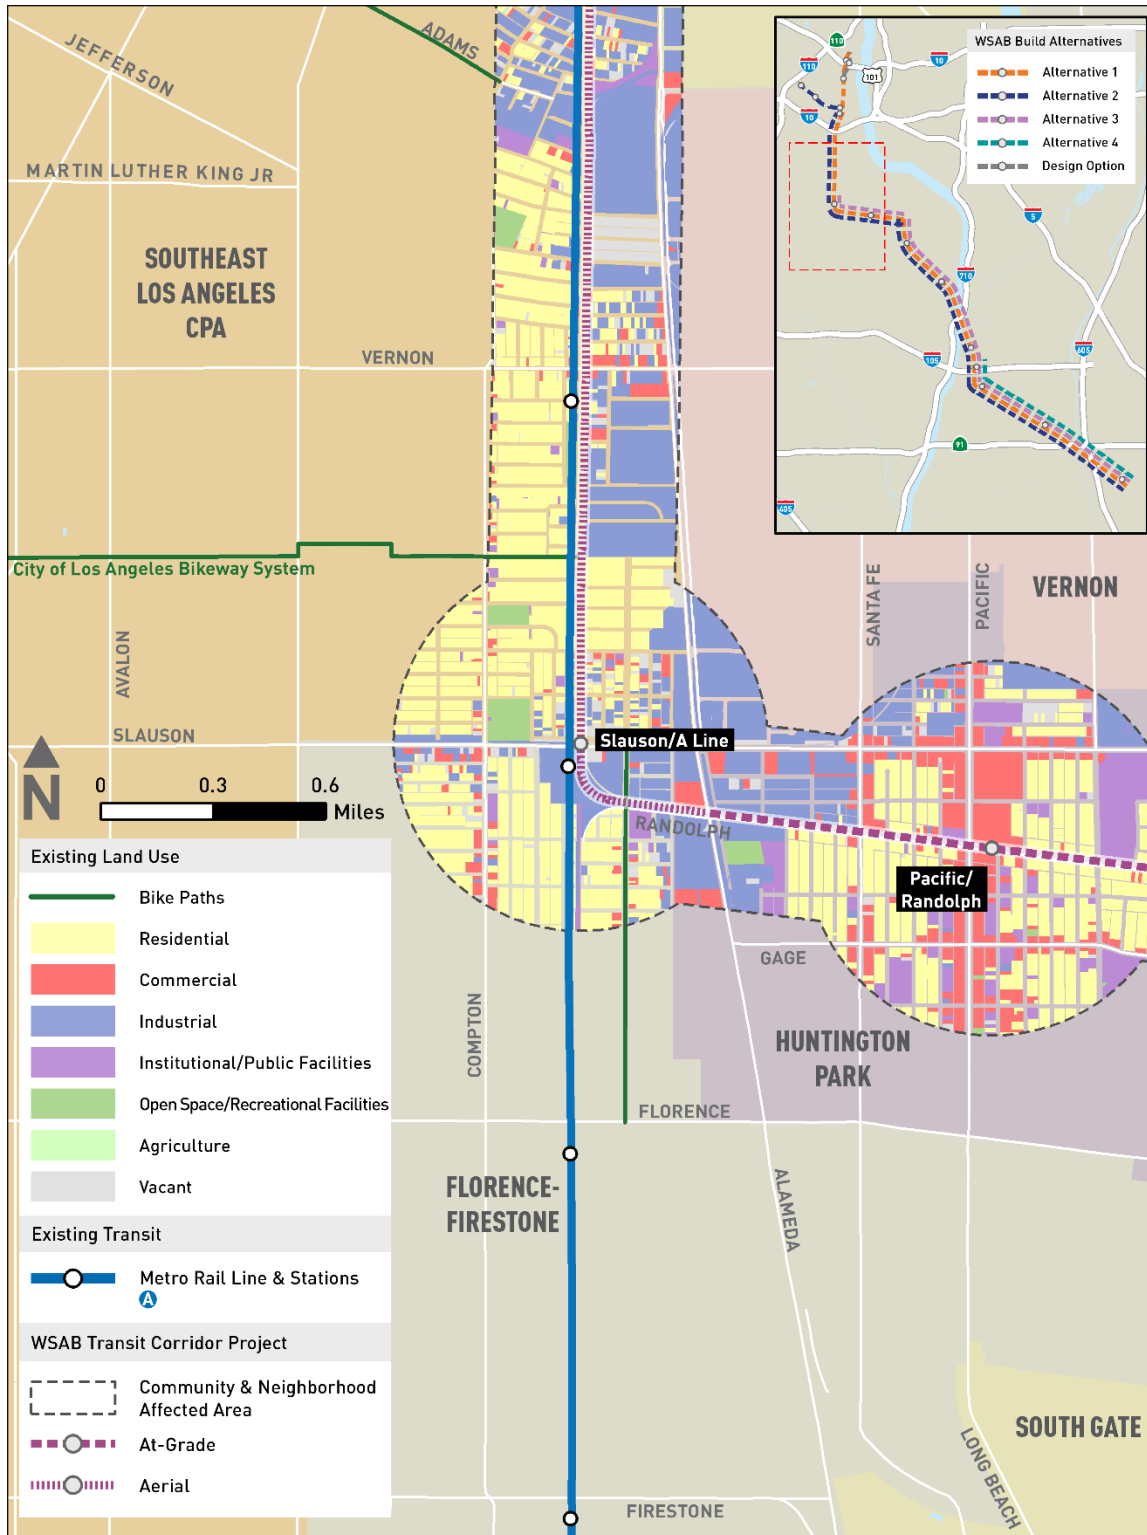 ADAMS
JEFFERSON
MARTIN LUTHER KING JR
SOUTHEAST
LOS ANGELES
CPA
VERNON
City of Los Angeles Bikeway System
AVALON
SLAUSON
N
0 0.3 0.6
Miles
WSAB Build Alternatives
Alternative 1
Alternative 2
Alternative 3
Alternative 4
Design Option
110
110
10
101
10
5
710
105
605
91
405
SANTA FE
PACIFIC
VERNON
Slauson/A Line
RANDOLPH
Pacific/
Randolph
GAGE
COMPTON
HUNTINGTON
PARK
FLORENCE
FLORENCE-
FIRESTONE
ALAMEDA
SOUTH GATE
LONG BEACH
FIRESTONE
Existing Land Use
Bike Paths
Residential
Commercial
Industrial
Institutional/Public Facilities
Open Space/Recreational Facilities
Agriculture
Vacant
Existing Transit
Metro Rail Line & Stations
A
WSAB Transit Corridor Project
Community & Neighborhood
Affected Area
At-Grade
Aerial